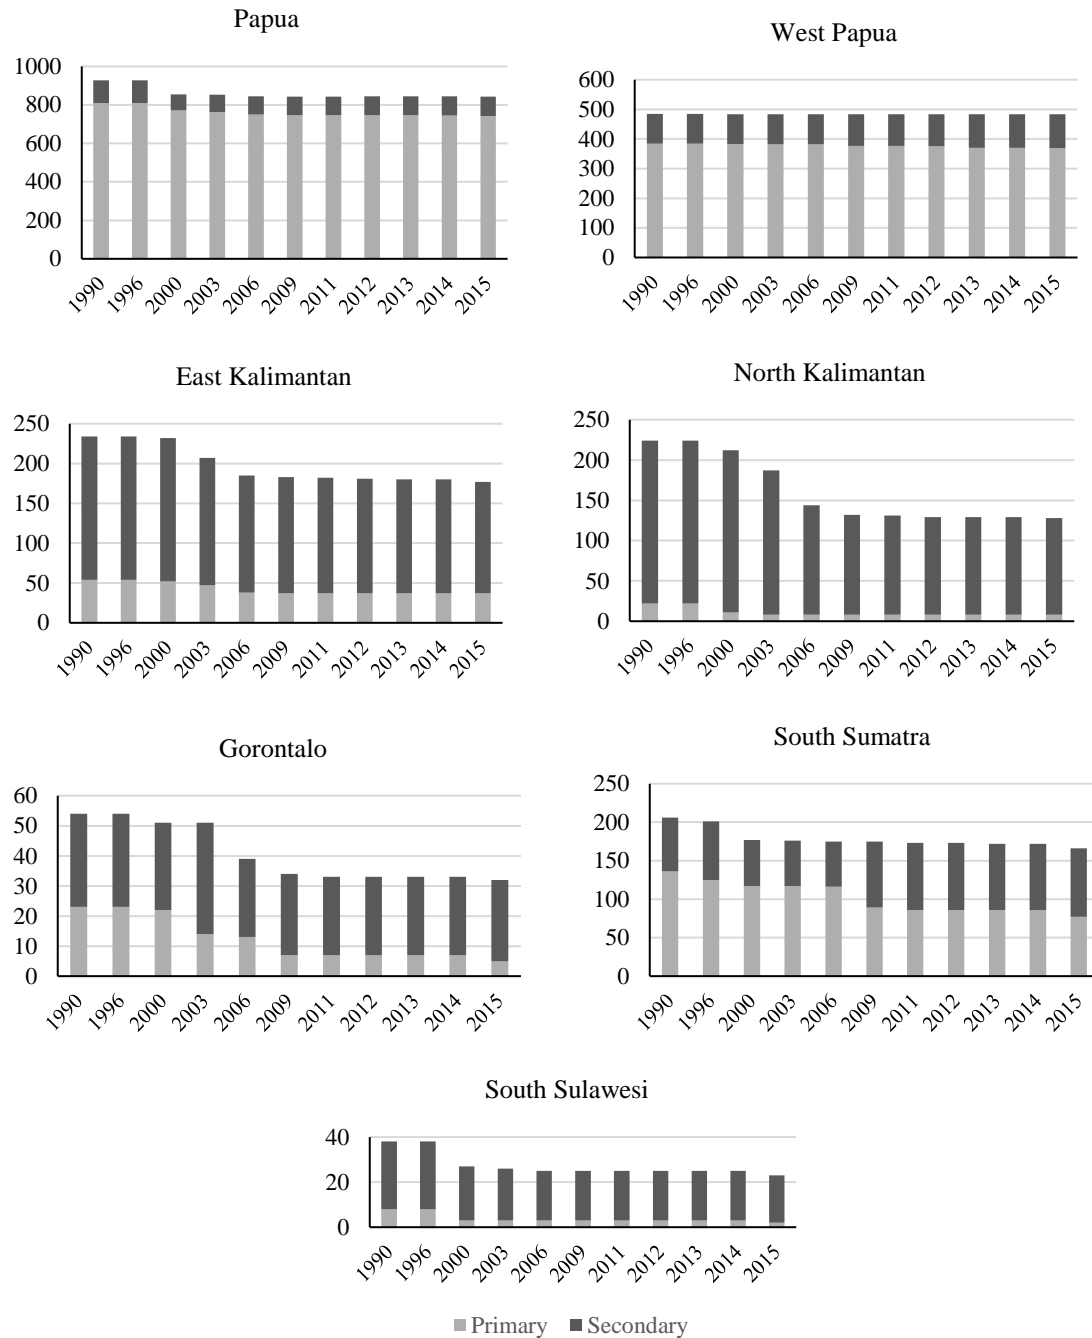 Papua
1000
800
600
400
200
0
1990 1996 2000 2003 2006 2009 2011 2012 2013 2014 2015
West Papua
600
500
400
300
200
100
0
1990 1996 2000 2003 2006 2009 2011 2012 2013 2014 2015
East Kalimantan
250
200
150
100
50
0
1990 1996 2000 2003 2006 2009 2011 2012 2013 2014 2015
North Kalimantan
250
200
150
100
50
0
1990 1996 2000 2003 2006 2009 2011 2012 2013 2014 2015
Gorontalo
60
50
40
30
20
10
0
1990 1996 2000 2003 2006 2009 2011 2012 2013 2014 2015
South Sumatra
250
200
150
100
50
0
1990 1996 2000 2003 2006 2009 2011 2012 2013 2014 2015
South Sulawesi
40
20
0
1990 1996 2000 2003 2006 2009 2011 2012 2013 2014 2015
Primary Secondary